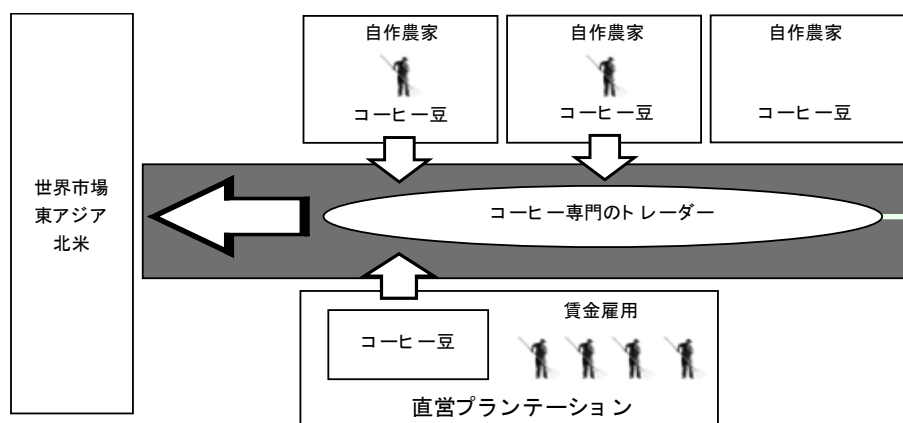 自作農家
コーヒー豆
自作農家
コーヒー豆
自作農家
コーヒー豆
世界市場
東アジア
北米
コーヒー専門のトレーダー
コーヒー豆
賃金雇用
直営プランテーション